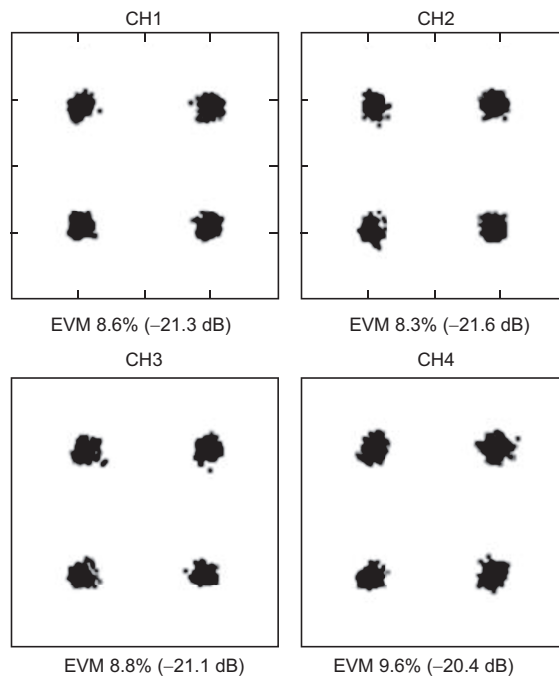 CH1
CH2
EVM 8.6% (−21.3 dB)
EVM 8.3% (−21.6 dB)
CH3
CH4
EVM 8.8% (−21.1 dB)
EVM 9.6% (−20.4 dB)